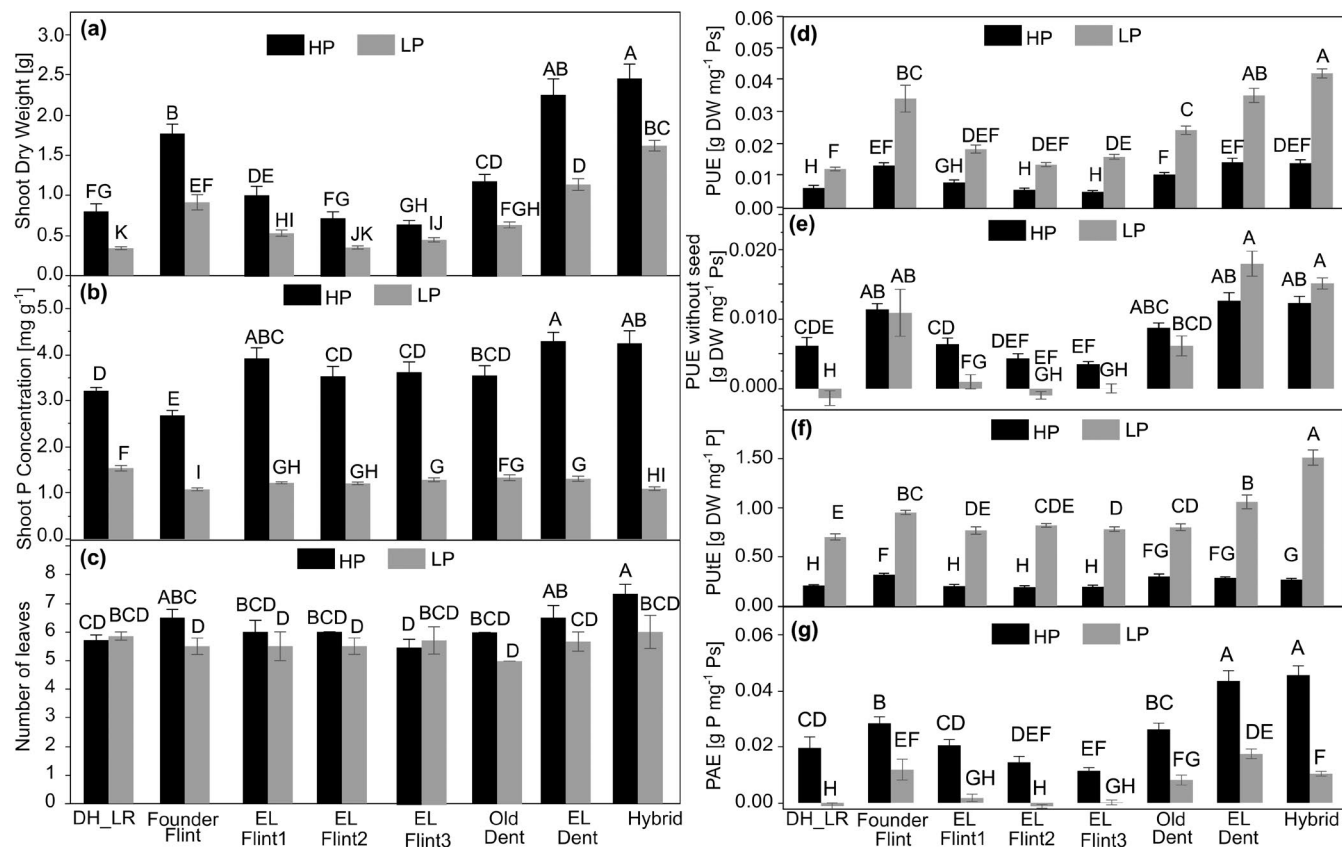 (a)
HP LP
Shoot Dry Weight [g]
3.0
2.5
2.0
1.5
1.0
0.5
0.0
FG K B EF DE HI FG JK GH IJ CD FGH AB D A BC
(b)
HP LP
Shoot P Concentration [mg g-1]
5.0
4.0
3.0
2.0
1.0
0.0
D F E I ABC GH CD GH CD G BCD FG A G AB HI
(c)
HP LP
Number of leaves
8
7
6
5
4
3
2
1
0
CD BCD ABC D BCD D BCD D D BCD BCD D AB CD A BCD
DH_LR Founder EL EL EL Old EL Hybrid
Flint Flint1 Flint2 Flint3 Dent Dent
(d)
HP LP
PUE [g DW mg-1 Ps]
0.06
0.05
0.04
0.03
0.02
0.01
0.00
H F EF BC GH DEF H DEF H DE F C EF AB DEF A
(e)
HP LP
PUE without seed
[g DW mg-1 Ps]
0.020
0.010
0.000
CDE H AB AB CD FG DEF EF GH EF GH ABC BCD AB A AB A
(f)
HP LP
PUtE [g DW mg-1 P]
1.50
1.00
0.50
0.00
H E F BC H DE H CDE H D FG CD FG B G A
(g)
HP LP
PAE [g P mg-1 Ps]
0.06
0.04
0.02
0.00
CD H B EF CD GH DEF H EF GH BC FG A DE A F
DH_LR Founder EL EL EL Old EL Hybrid
Flint Flint1 Flint2 Flint3 Dent Dent